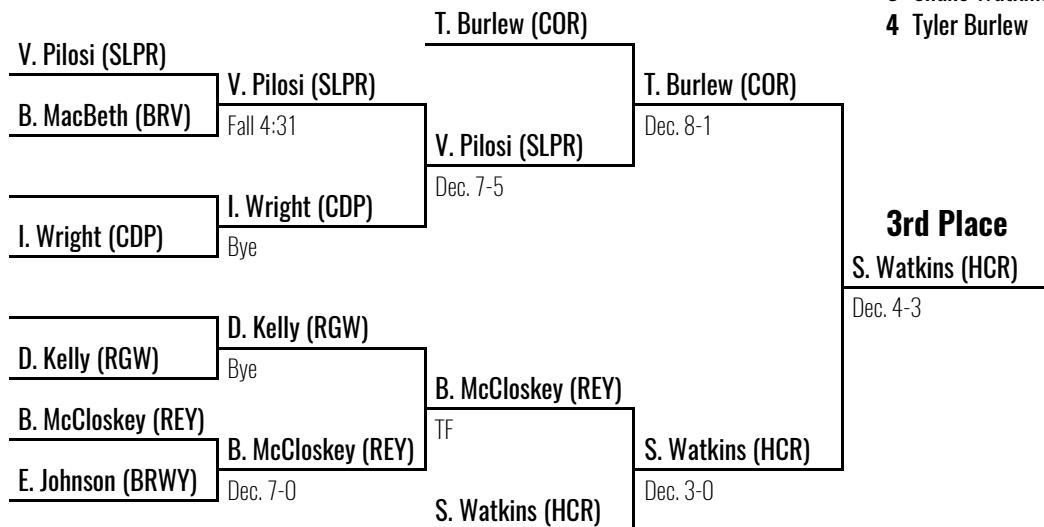 T. Burlew (COR)
4 Tyler Burlew
V. Pilosi (SLPR)
V. Pilosi (SLPR)
T. Burlew (COR)
B. MacBeth (BRV)
Fall 4:31
Dec. 8-1
V. Pilosi (SLPR)
Dec. 7-5
I. Wright (CDP)
3rd Place
I. Wright (CDP)
Bye
S. Watkins (HCR)
Dec. 4-3
D. Kelly (RGW)
D. Kelly (RGW)
Bye
B. McCloskey (REY)
B. McCloskey (REY)
TF
B. McCloskey (REY)
S. Watkins (HCR)
E. Johnson (BRWY)
Dec. 7-0
Dec. 3-0
S. Watkins (HCR)